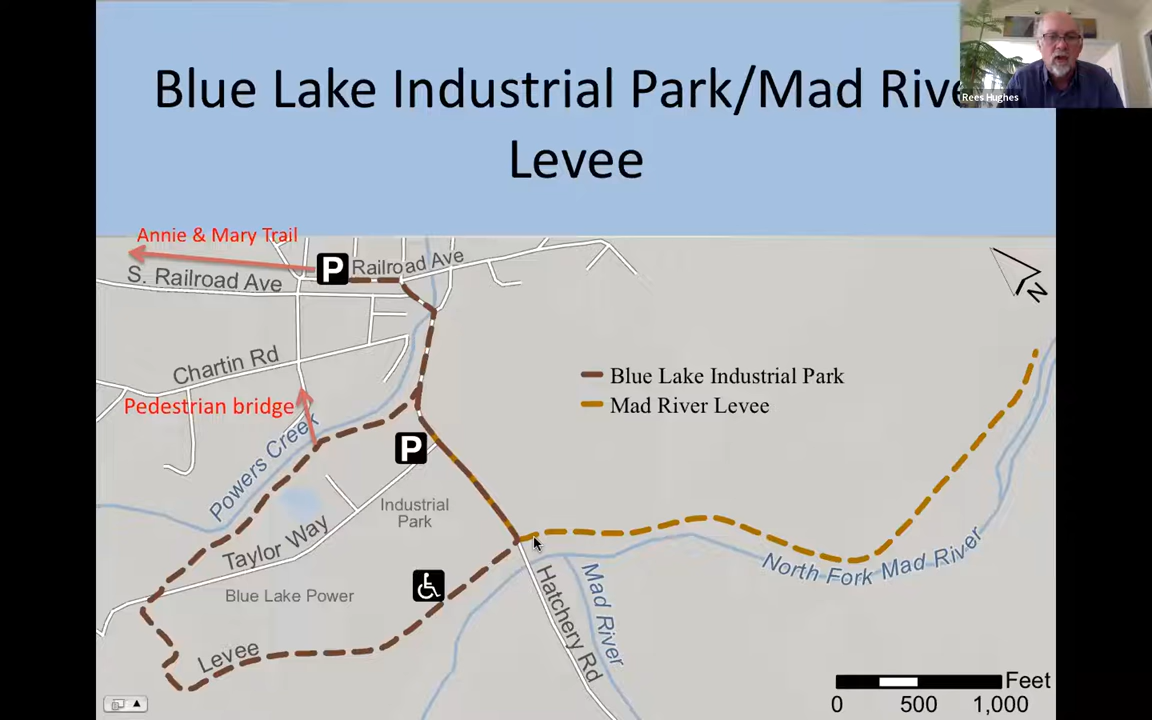 Blue Lake Industrial Park/Mad Rive
Levee
Rees Hughes
Annie & Mary Trail
P
Railroad Ave
S. Railroad Ave
N
Chartin Rd
Blue Lake Industrial Park
Mad River Levee
Pedestrian bridge
Powers Creek
P
Industrial
Park
Taylor Way
Blue Lake Power
North Fork Mad River
Mad River
Hatchery Rd
Levee
Feet
0 500 1,000